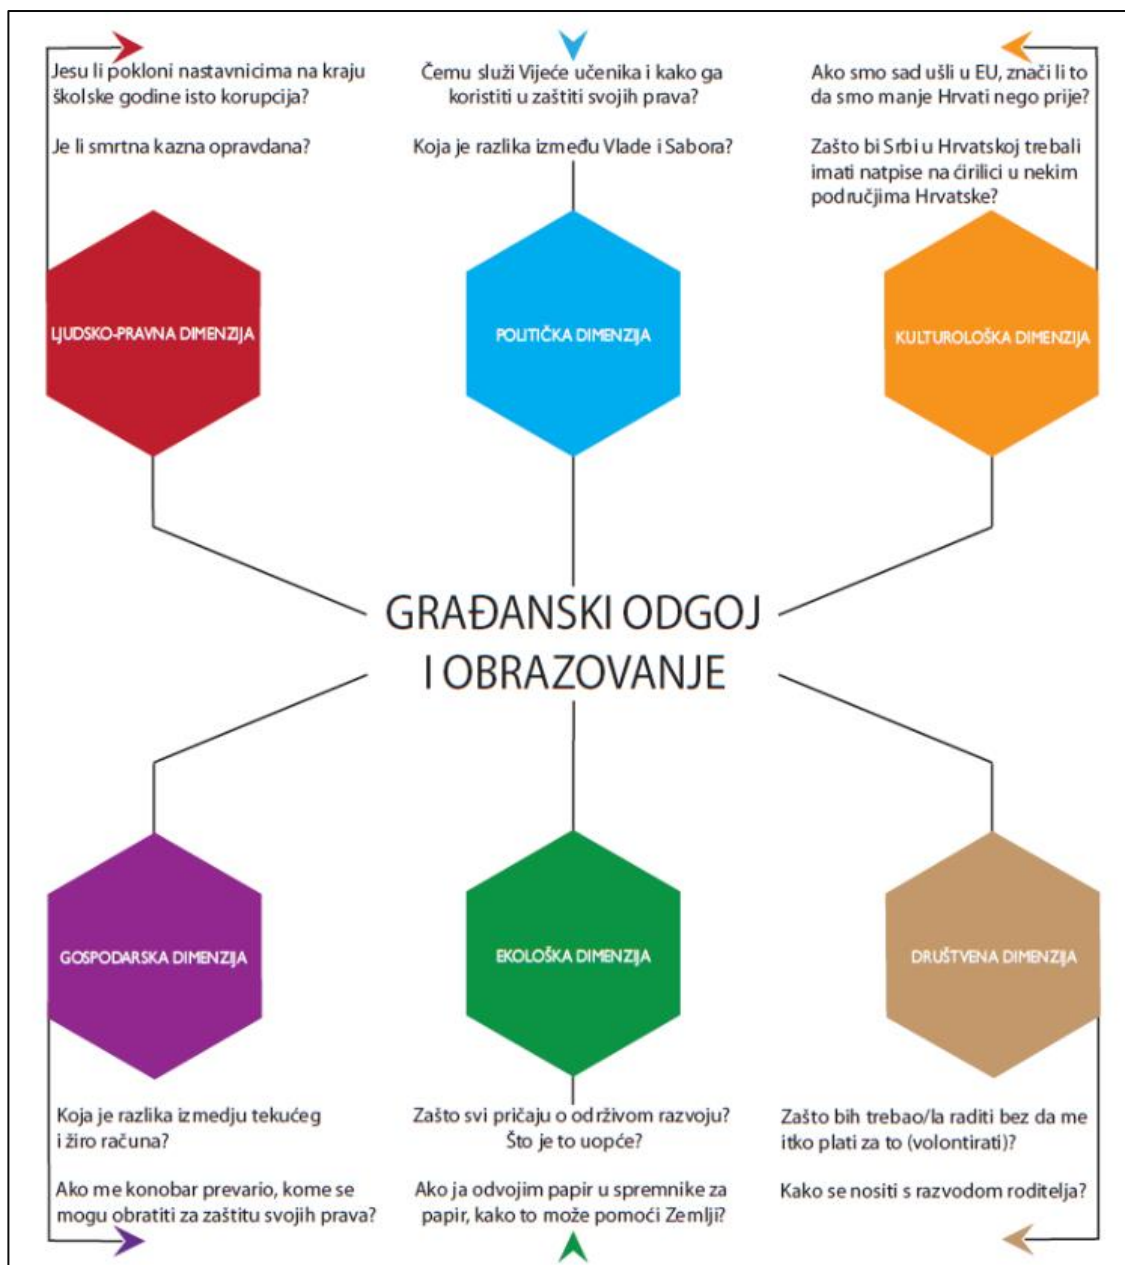 Jesu li pokloni nastavnicima na kraju
školske godine isto korupcija?
Je li smrtna kazna opravdana?
Čemu služi Vijeće učenika i kako ga
koristiti u zaštiti svojih prava?
Koja je razlika između Vlade i Sabora?
Ako smo sad ušli u EU, znači li to
da smo manje Hrvati nego prije?
Zašto bi Srbi u Hrvatskoj trebali
imati natpise na ćirilici u nekim
područjima Hrvatske?
LJUDSKO-PRAVNA DIMENZIJA
POLITIČKA DIMENZIJA
KULTUROLOŠKA DIMENZIJA
GRAĐANSKI ODGOJ
I OBRAZOVANJE
GOSPODARSKA DIMENZIJA
EKOLOŠKA DIMENZIJA
DRUŠTVENA DIMENZIJA
Koja je razlika izmedju tekućeg
i žiro računa?
Ako me konobar prevario, kome se
mogu obratiti za zaštitu svojih prava?
Zašto svi pričaju o održivom razvoju?
Što je to uopće?
Ako ja odvojim papir u spremnike za
papir, kako to može pomoći Zemlji?
Zašto bih trebao/la raditi bez da me
itko plati za to (volontirati)?
Kako se nositi s razvodom roditelja?